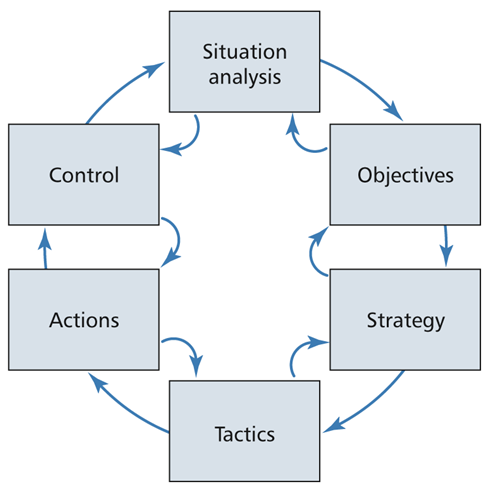 Situation
analysis
Objectives
Strategy
Tactics
Actions
Control